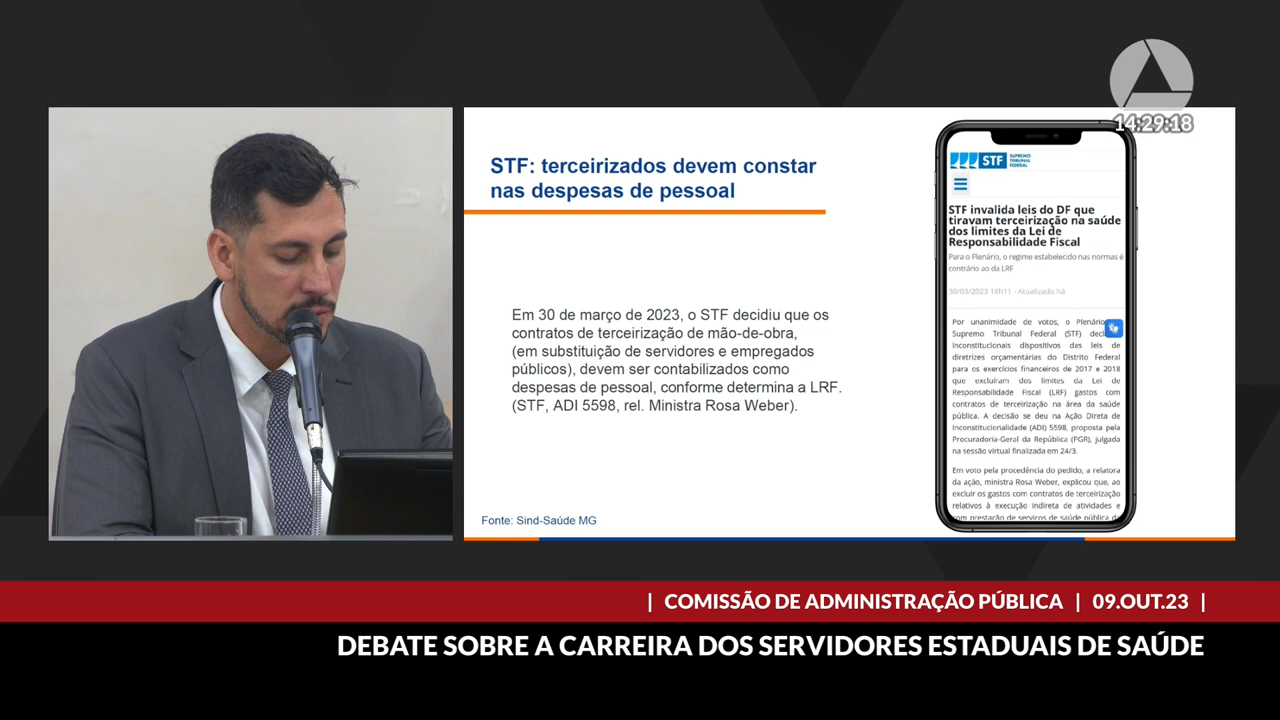 14:29:18
STF: terceirizados devem constar
nas despesas de pessoal
Em 30 de março de 2023, o STF decidiu que os
contratos de terceirização de mão-de-obra,
(em substituição de servidores e empregados
públicos), devem ser contabilizados como
despesas de pessoal, conforme determina a LRF.
(STF, ADI 5598, rel. Ministra Rosa Weber).
Fonte: Sind-Saúde MG
STF SUPREMO
TRIBUNAL
FEDERAL
STF invalida leis do DF que
tiravam terceirização na saúde
dos limites da Lei de
Responsabilidade Fiscal
Para o Plenário, o regime estabelecido nas normas é
contrário ao da LRF
30/03/2023 16h11 - Atualizado há
Por unanimidade de votos, o Plenário
Supremo Tribunal Federal (STF)
Inconstitucionais dispositivos das leis de
diretrizes orçamentárias do Distrito Federal
para os exercícios financeiros de 2017 e 2018
que excluíram dos limites da Lei de
Responsabilidade Fiscal (LRF) gastos com
contratos de terceirização na área da saúde
pública. A decisão se deu na Ação Direta de
Inconstitucionalidade (ADI) 5598, proposta pela
Procuradoria-Geral da República (PGR), julgada
na sessão virtual finalizada em 24/3.
Em voto pela procedência do pedido, a relatora
da ação, ministra Rosa Weber, explicou que, ao
excluir os gastos com contratos de terceirização
relativos à execução indireta de atividades e
com prestação de serviços de saúde pública
| COMISSÃO DE ADMINISTRAÇÃO PÚBLICA | 09.OUT.23 |
DEBATE SOBRE A CARREIRA DOS SERVIDORES ESTADUAIS DE SAÚDE